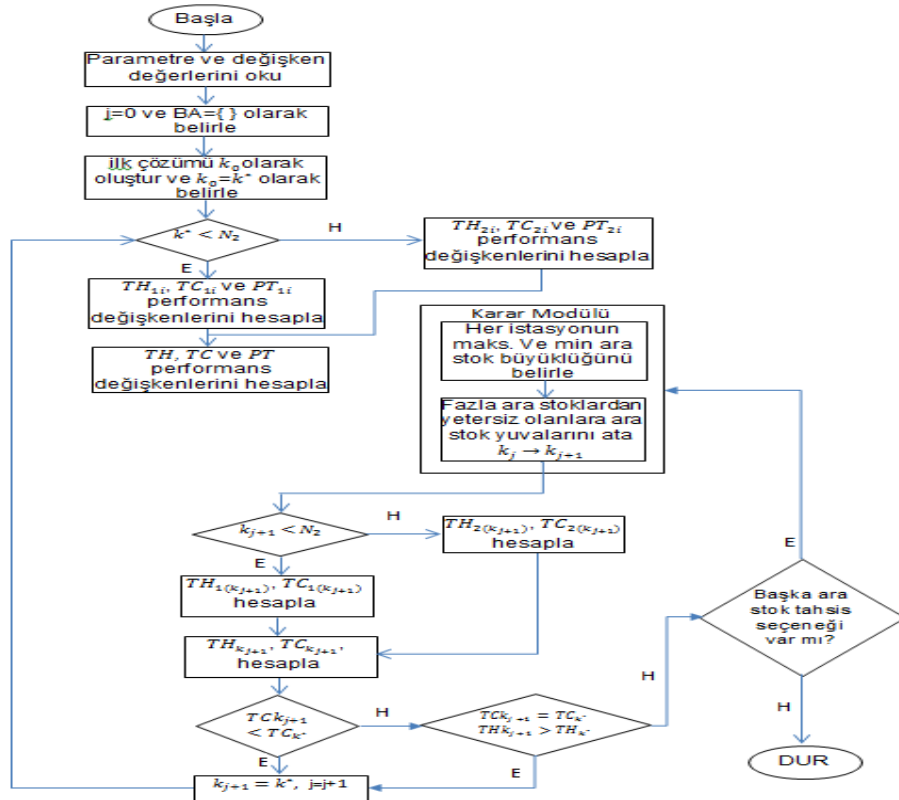 Başla
Parametre ve değişken
değerlerini oku
j=0 ve BA={ } olarak
belirle
ilk çözümü k₀ olarak
oluştur ve k₀=k* olarak
belirle
k* < N₂
H
E
TH₂ᵢ, TC₂ᵢ ve PT₂ᵢ
performans
değişkenlerini hesapla
TH₁ᵢ, TC₁ᵢ ve PT₁ᵢ
performans
değişkenlerini hesapla
TH, TC ve PT
performans
değişkenlerini hesapla
Karar Modülü
Her istasyonun
maks. Ve min ara
stok büyüklüğünü
belirle
Fazla ara stoklardan
yetersiz olanlara ara
stok yuvalarını ata
kⱼ → kⱼ₊₁
kⱼ₊₁ < N₂
H
E
TH₂(kⱼ₊₁), TC₂(kⱼ₊₁)
hesapla
TH₁(kⱼ₊₁), TC₁(kⱼ₊₁)
hesapla
THkⱼ₊₁, TCkⱼ₊₁,
hesapla
TCkⱼ₊₁
< TCk*
H
E
TCkⱼ₊₁ = TCk*
THkⱼ₊₁ > THk*
H
E
kⱼ₊₁ = k*, j=j+1
E
Başka ara
stok tahsis
seçeneği
var mı?
H
DUR